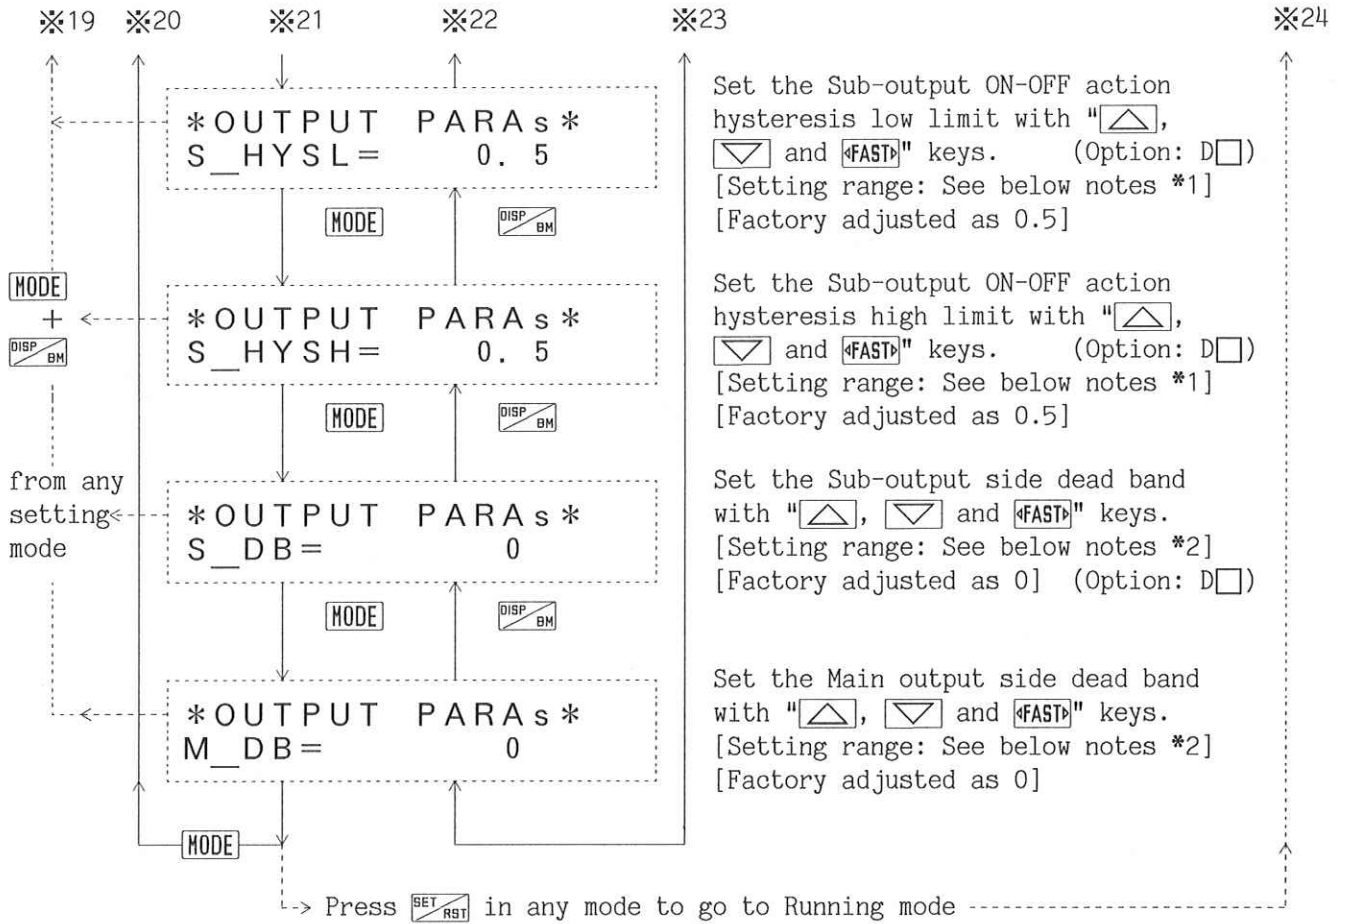 ※19 ※20 ※21 ※22 ※23 ※24
*OUTPUT PARAs*
S_HYSL= 0. 5
Set the Sub-output ON-OFF action
hysteresis low limit with "△,
▽ and ◁FAST▷" keys. (Option: D□)
[Setting range: See below notes *1]
[Factory adjusted as 0.5]
MODE DISP/BM
MODE
+
DISP/BM
*OUTPUT PARAs*
S_HYSH= 0. 5
Set the Sub-output ON-OFF action
hysteresis high limit with "△,
▽ and ◁FAST▷" keys. (Option: D□)
[Setting range: See below notes *1]
[Factory adjusted as 0.5]
MODE DISP/BM
from any
setting
mode
*OUTPUT PARAs*
S_DB= 0
Set the Sub-output side dead band
with "△, ▽ and ◁FAST▷" keys.
[Setting range: See below notes *2]
[Factory adjusted as 0] (Option: D□)
MODE DISP/BM
*OUTPUT PARAs*
M_DB= 0
Set the Main output side dead band
with "△, ▽ and ◁FAST▷" keys.
[Setting range: See below notes *2]
[Factory adjusted as 0]
MODE
Press SET/RST in any mode to go to Running mode